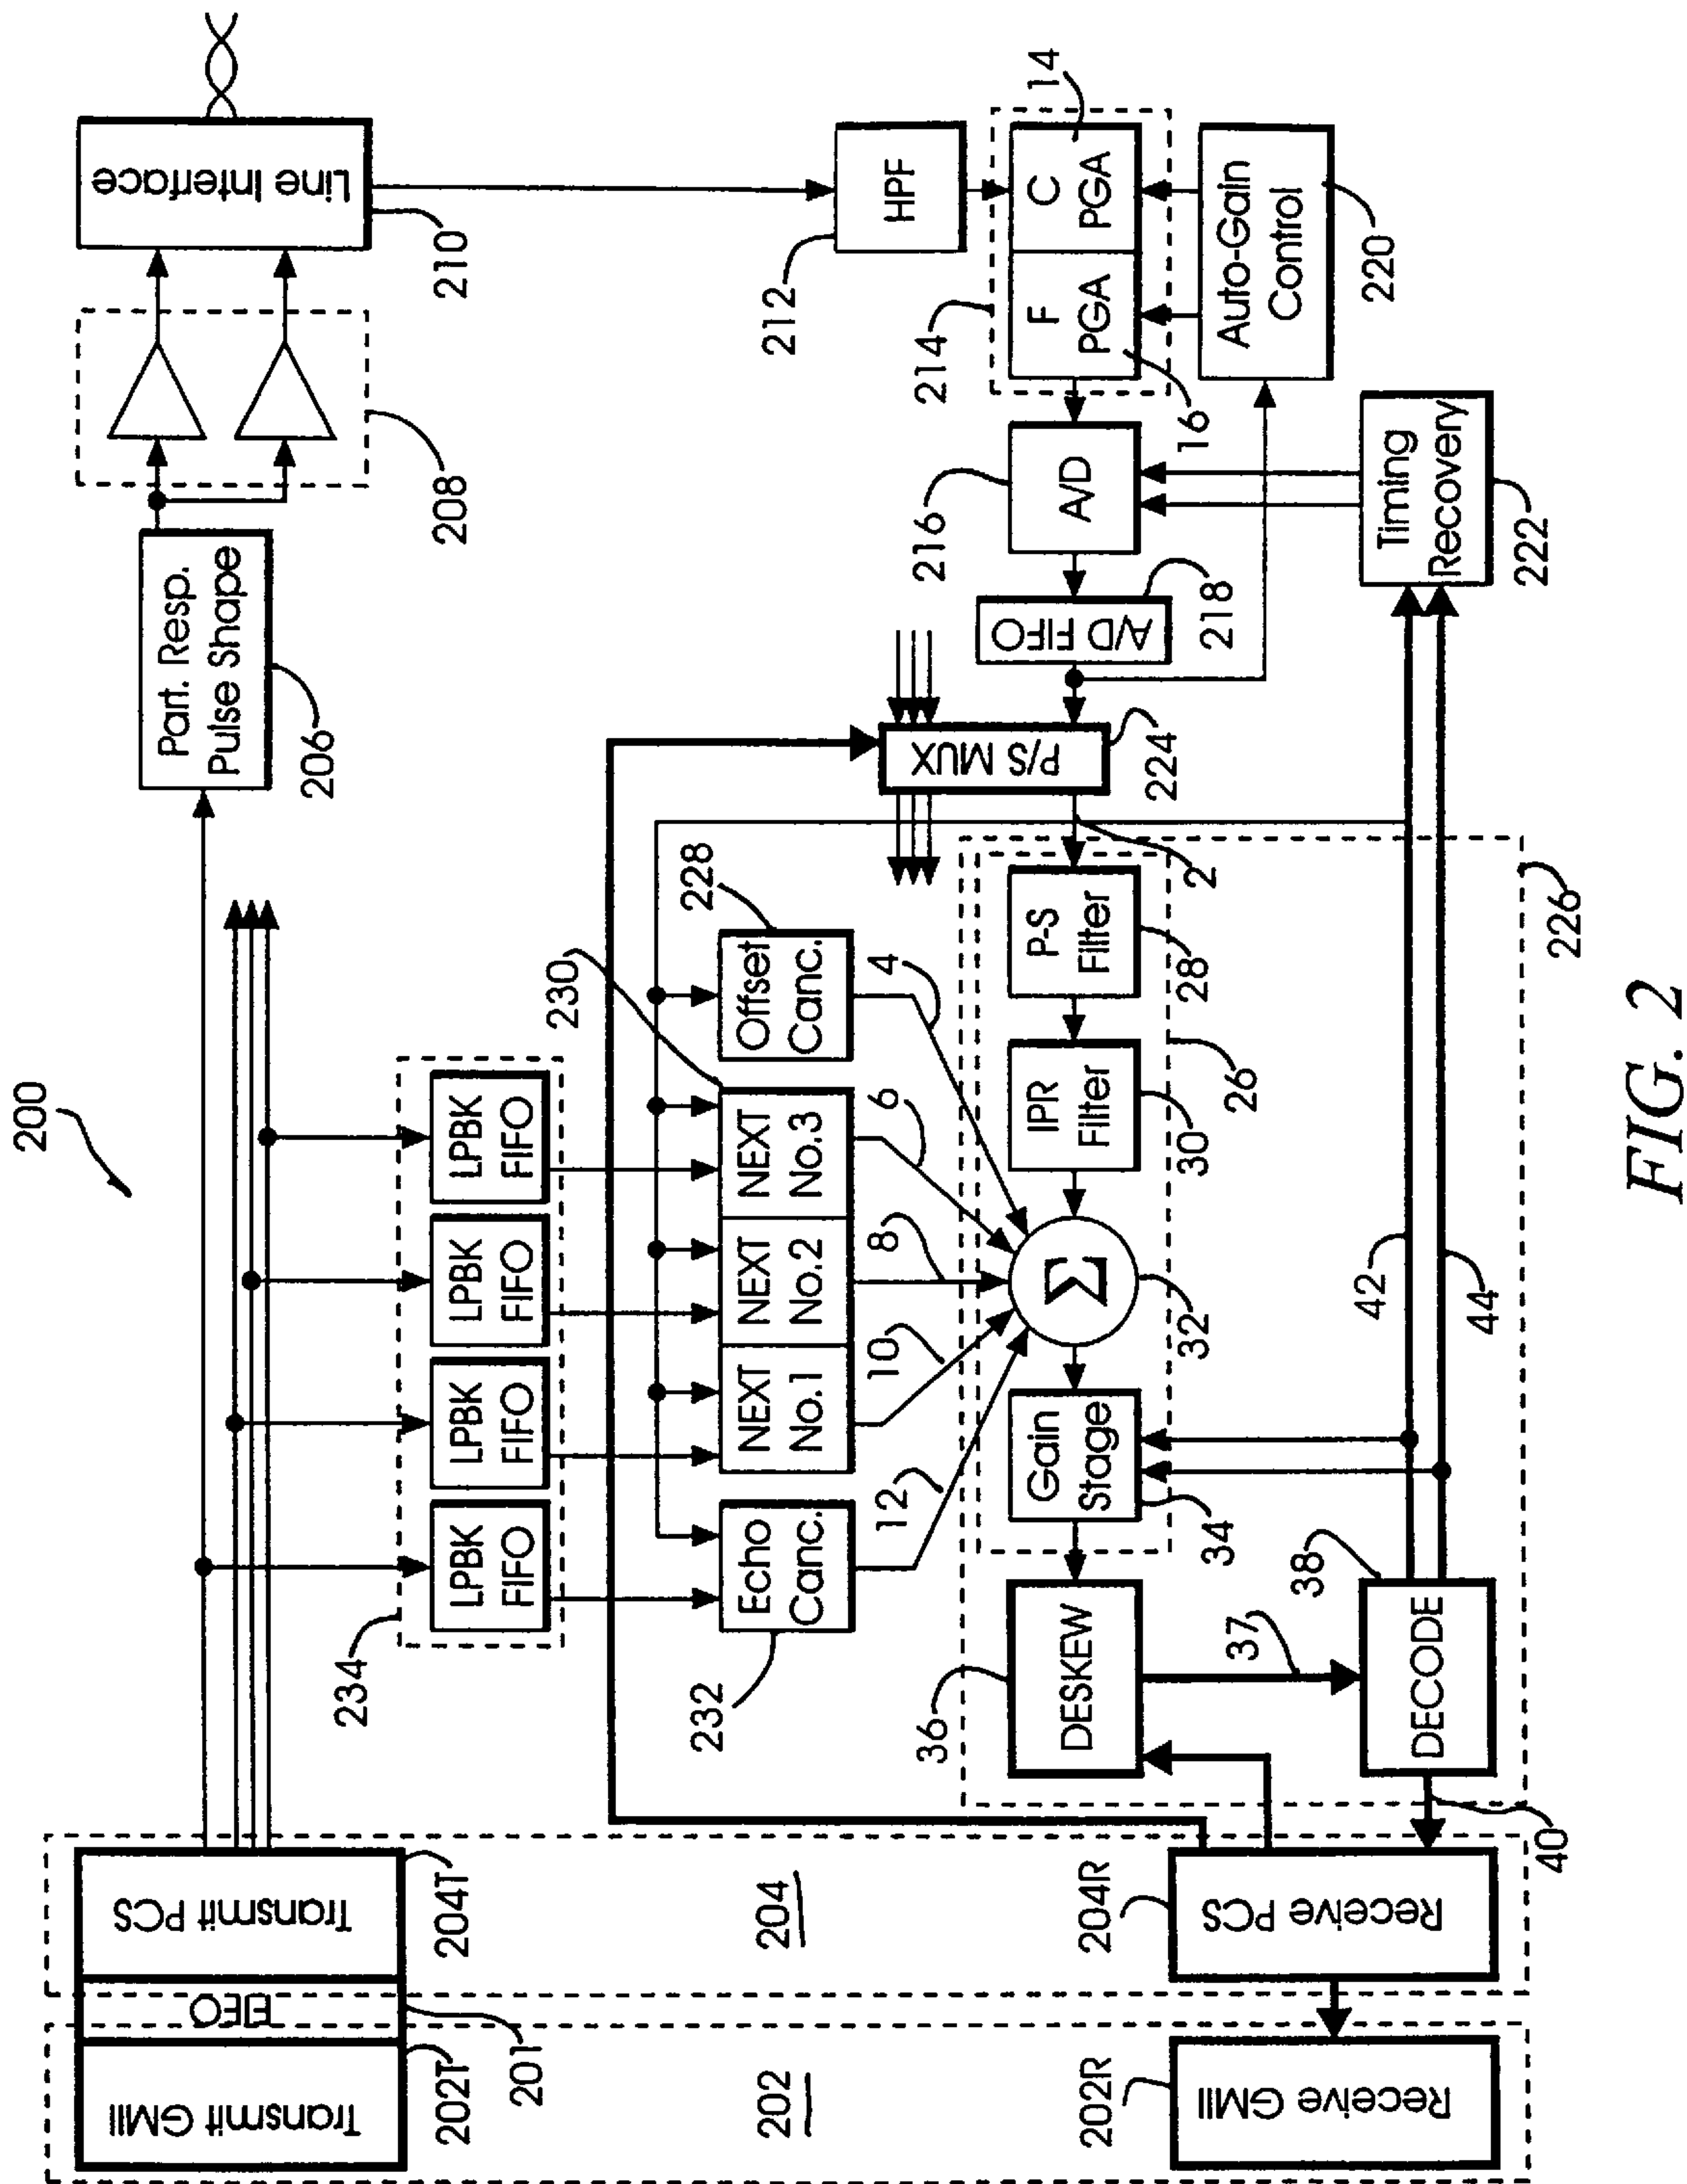 200
Transmit GMII
202T
FIFO
201
Transmit PCS
204T
Part. Resp.
Pulse Shape
206
208
Line Interface
210
234
LPBK
FIFO
LPBK
FIFO
LPBK
FIFO
LPBK
FIFO
230
228
Echo
Canc.
232
NEXT
No.1
NEXT
No.2
NEXT
No.3
Offset
Canc.
12
10
8
6
4
2
HPF
212
214
F
PGA
C
PGA
14
16
A/D
216
A/D FIFO
218
P/S MUX
224
Auto-Gain
Control
220
Timing
Recovery
222
P-S
Filter
28
IPR
Filter
30
26
Σ
32
Gain
Stage
34
DESKEW
36
37
DECODE
38
40
42
44
226
202
204
Receive GMII
202R
Receive PCS
204R
FIG. 2